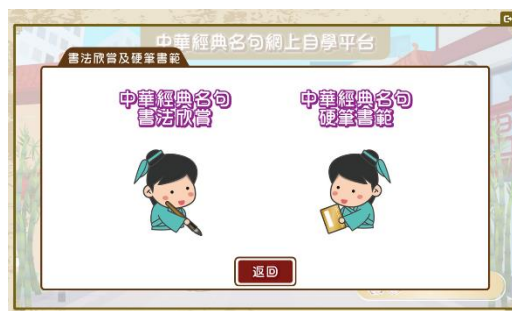 中華經典名句網上自學平台
書法欣賞及硬筆書範
中華經典名句
書法欣賞
中華經典名句
硬筆書範
返回